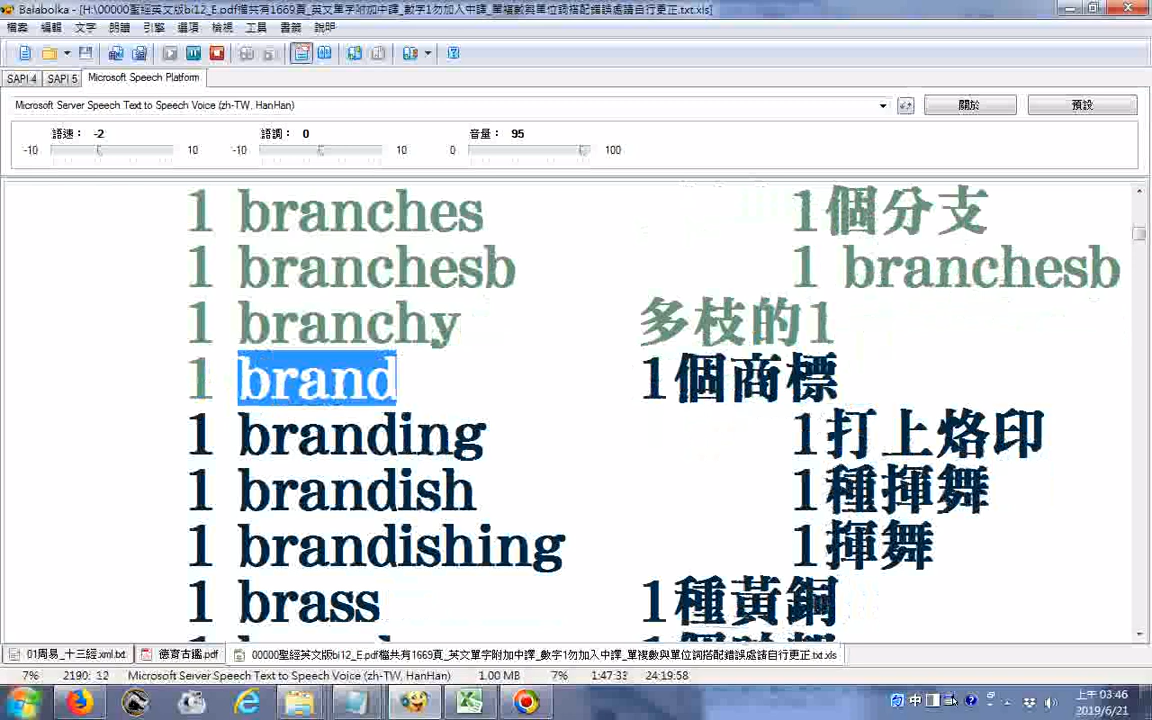 Balabolka - [H:\00000聖經英文版bi12_E.pdf檔共有1669頁_英文單字附加中譯_數字1勿加入中譯_單複數與單位詞搭配錯誤處請自行更正.txt.xls]
檔案 編輯 文字 朗讀 引擎 選項 檢視 工具 書籤 說明
SAPI 4 SAPI 5 Microsoft Speech Platform
Microsoft Server Speech Text to Speech Voice (zh-TW, HanHan) 關於 預設
語速： -2 語調： 0 音量： 95
-10 10 -10 10 0 100
1 branches 1個分支
1 branchesb 1 branchesb
1 branchy 多枝的1
1 brand 1個商標
1 branding 1打上烙印
1 brandish 1種揮舞
1 brandishing 1揮舞
1 brass 1種黃銅
01周易_十三經.xml.txt 德育古鑑.pdf 00000聖經英文版bi12_E.pdf檔共有1669頁_英文單字附加中譯_數字1勿加入中譯_單複數與單位詞搭配錯誤處請自行更正.txt.xls
7% 2190: 12 Microsoft Server Speech Text to Speech Voice (zh-TW, HanHan) 1.00 MB 7% 1:47:33 24:19:58
中 上午 03:46
2019/6/21